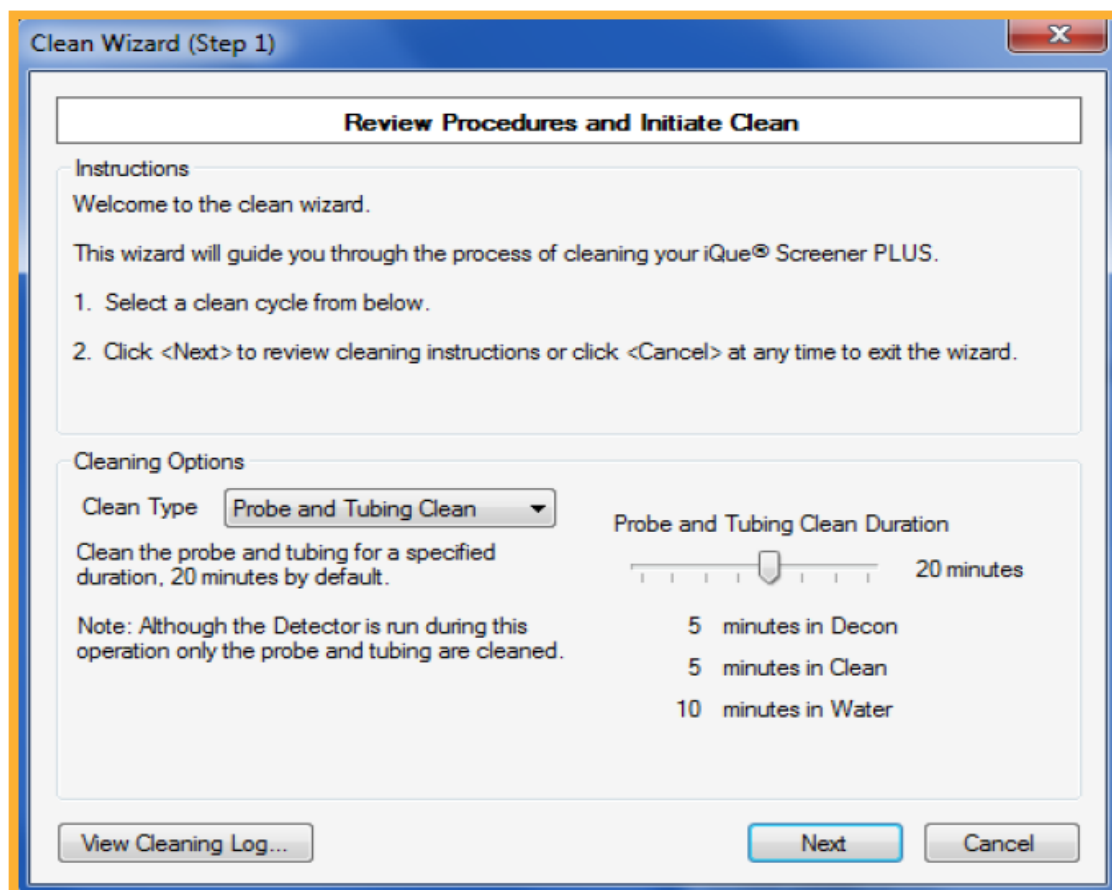 Clean Wizard (Step 1)
Review Procedures and Initiate Clean
Instructions
Welcome to the clean wizard.
This wizard will guide you through the process of cleaning your iQue® Screener PLUS.
1. Select a clean cycle from below.
2. Click <Next> to review cleaning instructions or click <Cancel> at any time to exit the wizard.
Cleaning Options
Clean Type Probe and Tubing Clean
Clean the probe and tubing for a specified
duration, 20 minutes by default.
Note: Although the Detector is run during this
operation only the probe and tubing are cleaned.
Probe and Tubing Clean Duration
20 minutes
5 minutes in Decon
5 minutes in Clean
10 minutes in Water
View Cleaning Log...
Next
Cancel